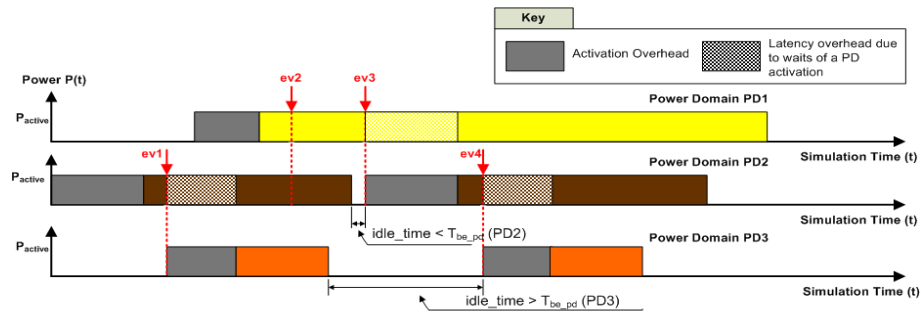 Key
Activation Overhead
Latency overhead due
to waits of a PD
activation
Power P(t)
ev2
ev3
Power Domain PD1
Pactive
Simulation Time (t)
ev1
ev4
Power Domain PD2
Pactive
Simulation Time (t)
idle_time < Tbe_pd (PD2)
Power Domain PD3
Pactive
Simulation Time (t)
idle_time > Tbe_pd (PD3)